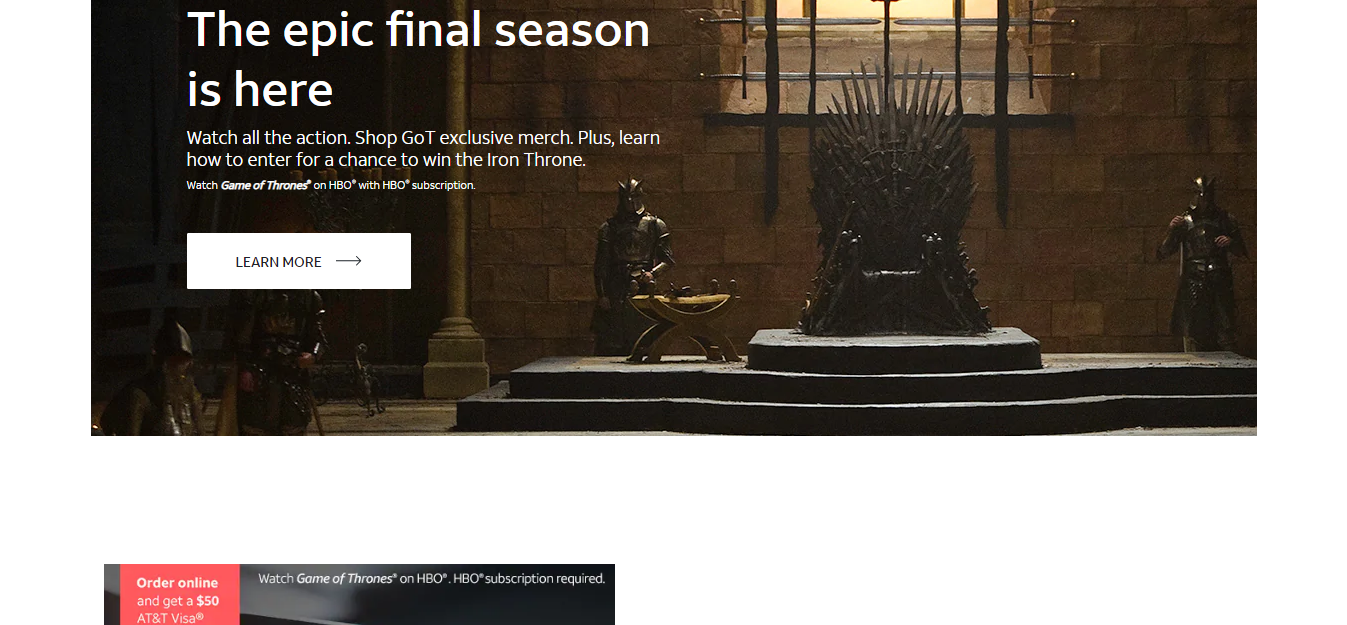 The epic final season
is here
Watch all the action. Shop GoT exclusive merch. Plus, learn
how to enter for a chance to win the Iron Throne.
Watch Game of Thrones® on HBO® with HBO® subscription.
LEARN MORE
Order online
and get a $50
AT&T Visa®
Watch Game of Thrones® on HBO®. HBO® subscription required.